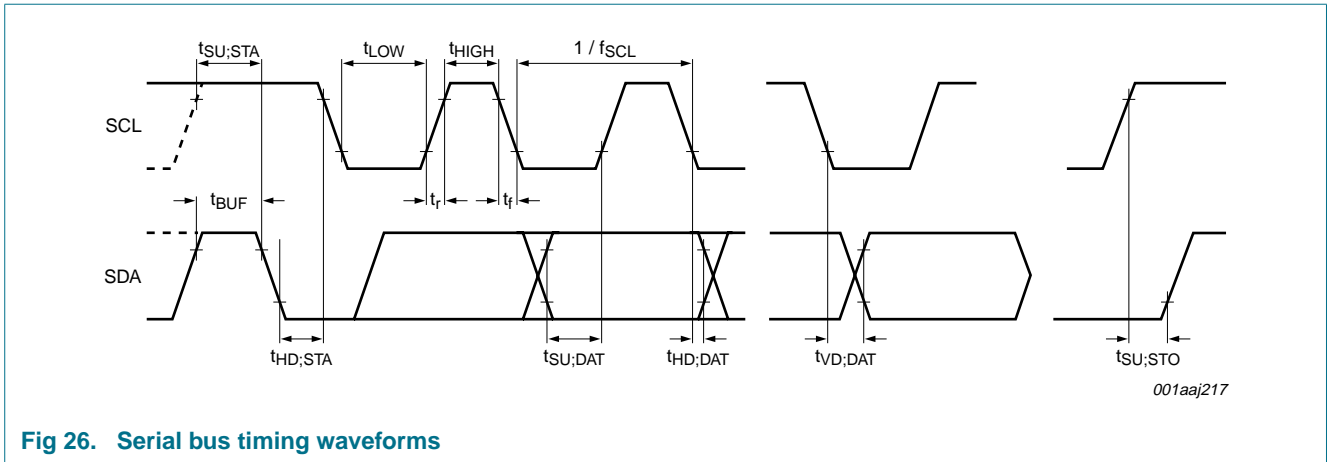 tSU;STA
tLOW
tHIGH
1 / fSCL
SCL
tBUF
tr
tf
SDA
tHD;STA
tSU;DAT
tHD;DAT
tVD;DAT
tSU;STO
001aaj217
Fig 26. Serial bus timing waveforms